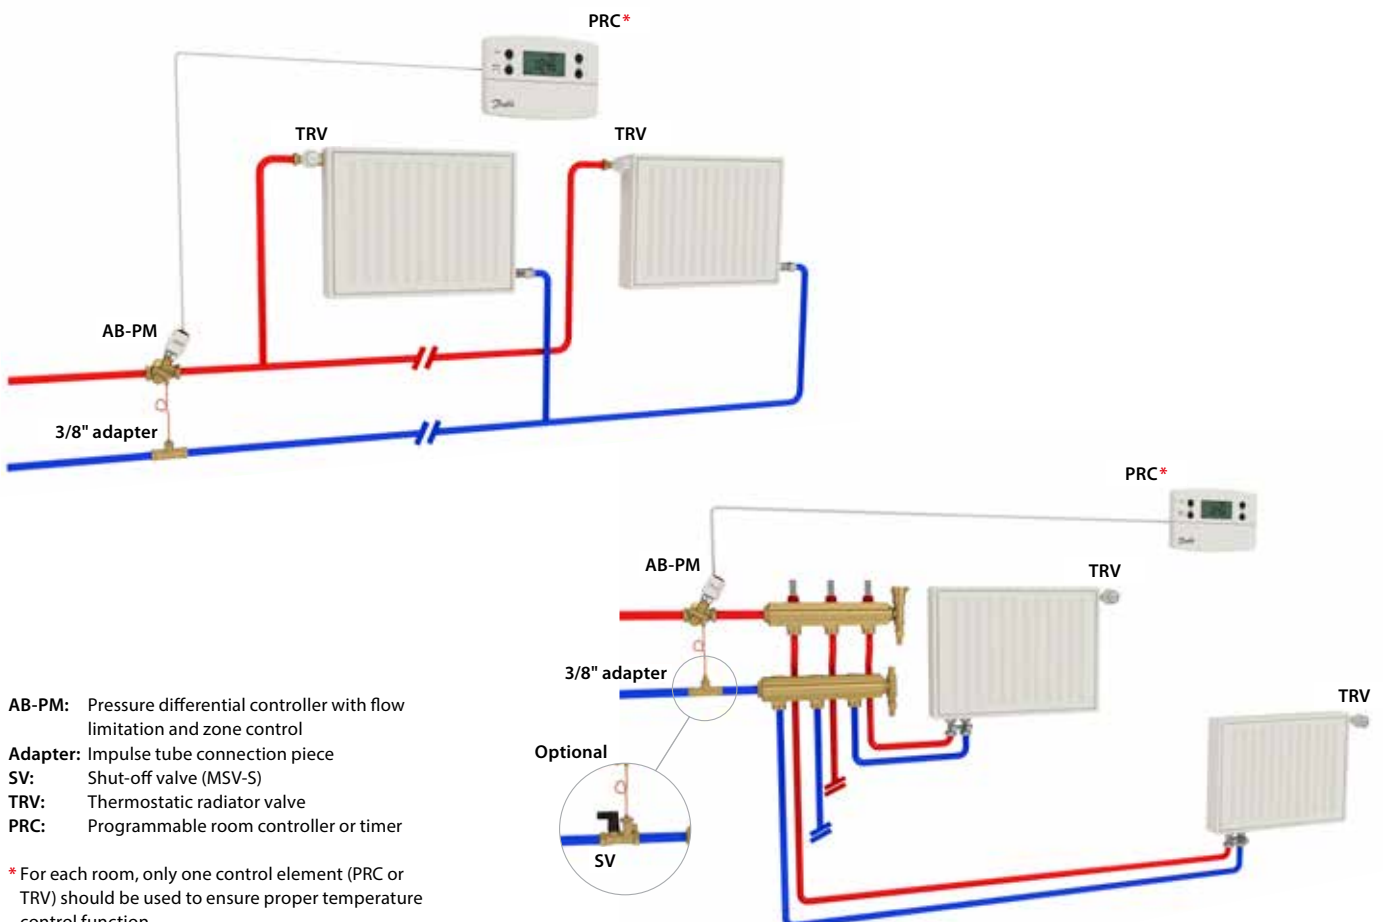 PRC*
Danfoss
TRV
TRV
AB-PM
3/8" adapter
PRC*
AB-PM
TRV
3/8" adapter
TRV
Optional
SV
AB-PM: Pressure differential controller with flow
limitation and zone control
Adapter: Impulse tube connection piece
SV: Shut-off valve (MSV-S)
TRV: Thermostatic radiator valve
PRC: Programmable room controller or timer
* For each room, only one control element (PRC or
TRV) should be used to ensure proper temperature
control function